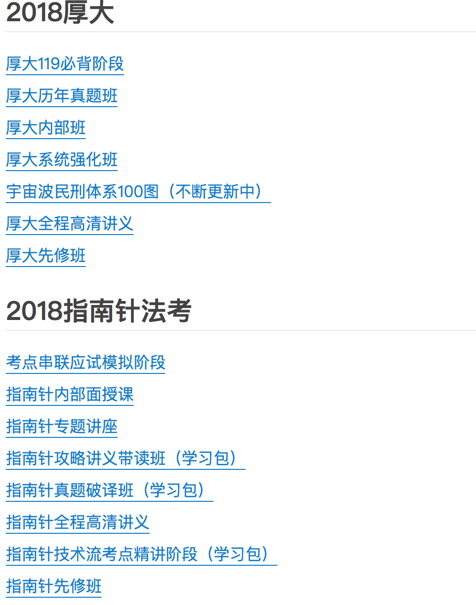 2018厚大
厚大119必背阶段
厚大历年真题班
厚大内部班
厚大系统强化班
宇宙波民刑体系100图（不断更新中）
厚大全程高清讲义
厚大先修班
2018指南针法考
考点串联应试模拟阶段
指南针内部面授课
指南针专题讲座
指南针攻略讲义带读班（学习包）
指南针真题破译班（学习包）
指南针全程高清讲义
指南针技术流考点精讲阶段（学习包）
指南针先修班